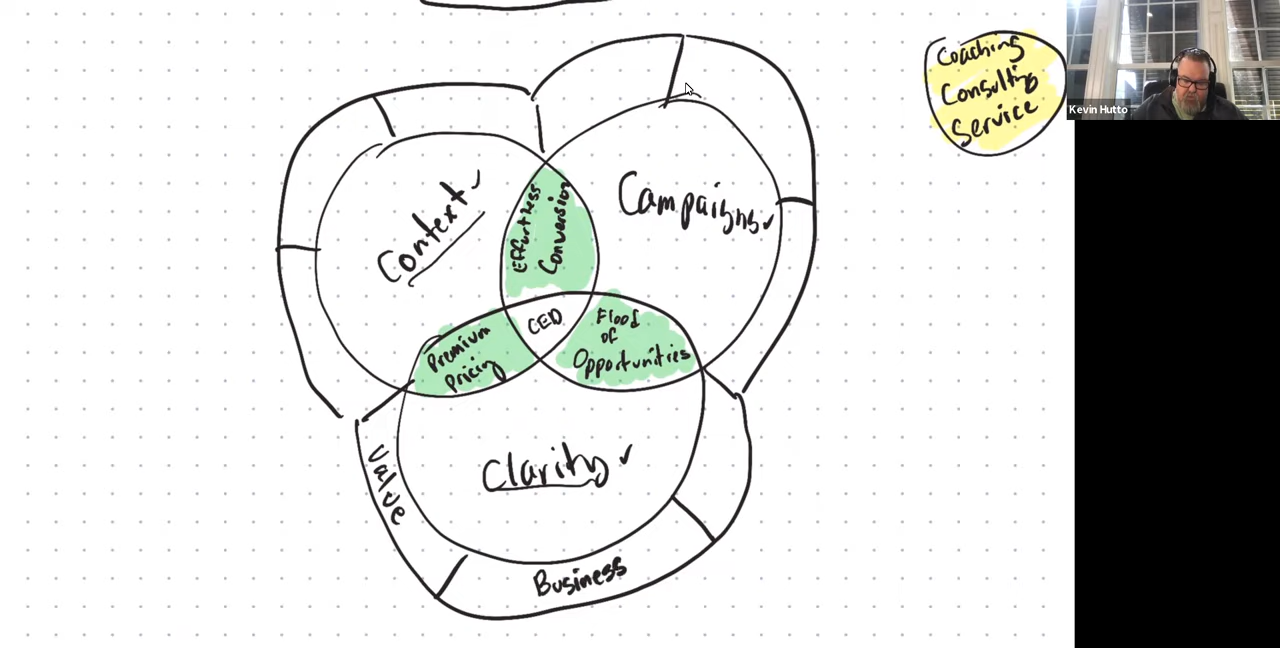 Coaching
Consulting
Service
Kevin Hutto
Context
Effortless
Conversion
Campaigns
Premium
Pricing
CEO
Flood
of
Opportunities
Clarity
Value
Business